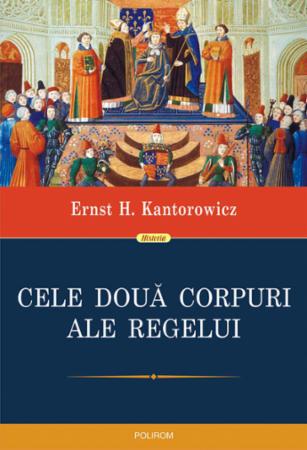 Ernst H. Kantorowicz
Historia
CELE DOUĂ CORPURI
ALE REGELUI
POLIROM